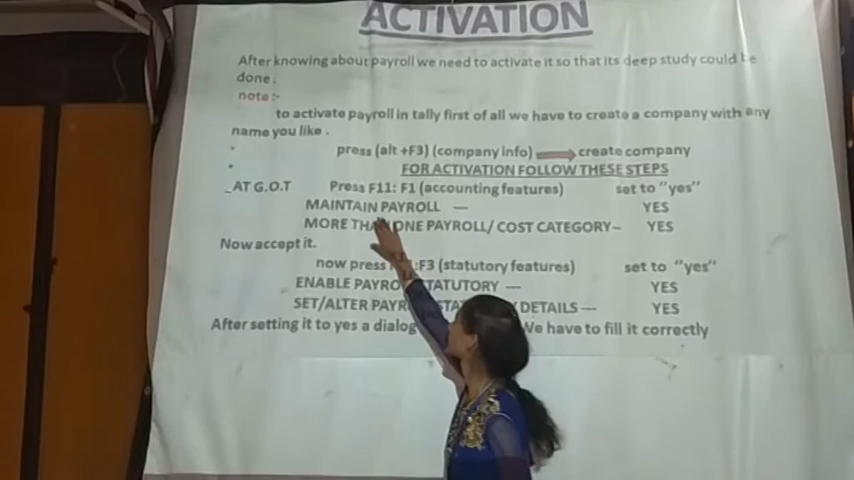 ACTIVATION
After knowing about payroll we need to activate it so that its deep study could be
done.
note :-
to activate payroll in tally first of all we have to create a company with any
name you like .
press (alt +F3) (company info) create company
FOR ACTIVATION FOLLOW THESE STEPS
_AT G.O.T Press F11: F1 (accounting features) set to "yes"
MAINTAIN PAYROLL — YES
MORE THAN ONE PAYROLL/ COST CATEGORY– YES
Now accept it.
now press :F3 (statutory features) set to "yes"
ENABLE PAYRO TATUTORY — YES
SET/ALTER PAYR STAT DETAILS — YES
After setting it to yes a dialog We have to fill it correctly